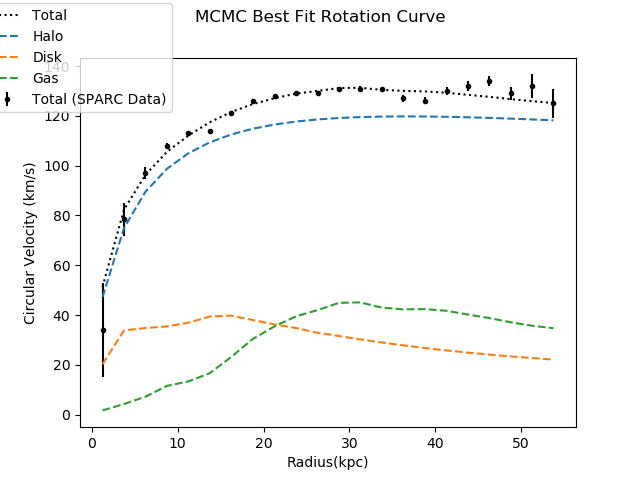 MCMC Best Fit Rotation Curve
Total
Halo
Disk
Gas
Total (SPARC Data)
140
120
100
80
60
40
20
0
Circular Velocity (km/s)
0 10 20 30 40 50
Radius(kpc)